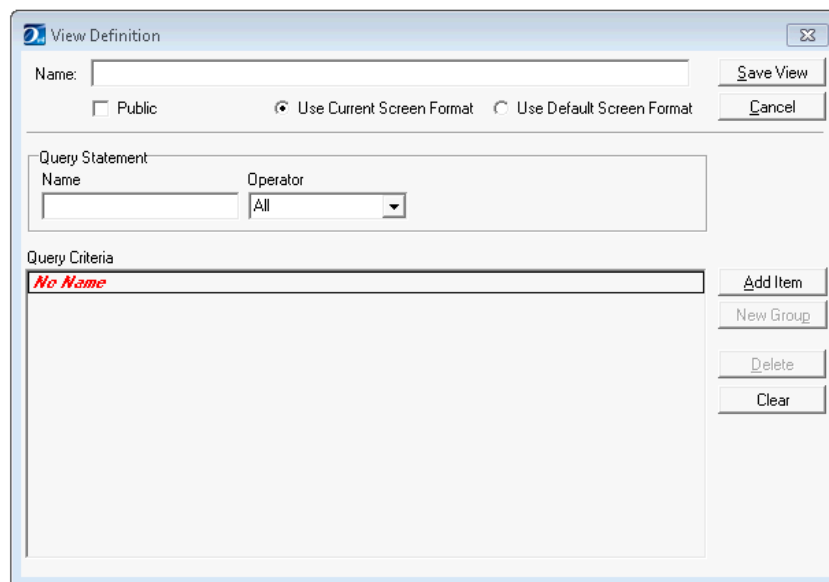 View Definition
Name:
Save View
Public
Use Current Screen Format
Use Default Screen Format
Cancel
Query Statement
Name
Operator
All
Query Criteria
No Name
Add Item
New Group
Delete
Clear